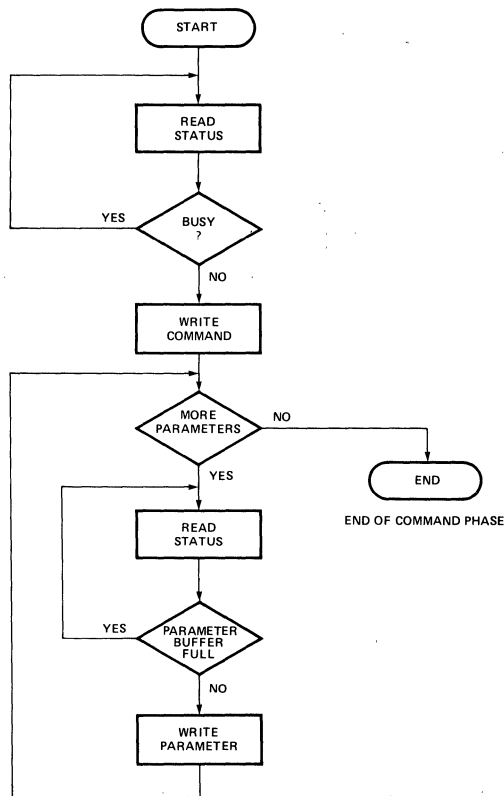 START
READ
STATUS
YES
BUSY
?
NO
WRITE
COMMAND
MORE
PARAMETERS
NO
YES
END
READ
STATUS
END OF COMMAND PHASE
YES
PARAMETER
BUFFER
FULL
NO
WRITE
PARAMETER